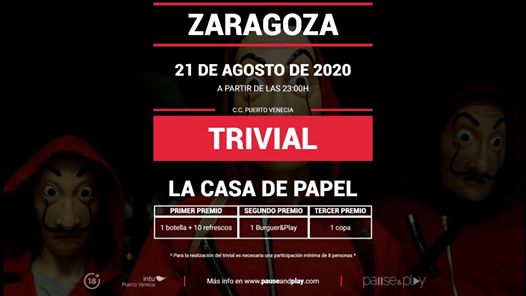 ZARAGOZA
21 DE AGOSTO DE 2020
A PARTIR DE LAS 23:00H
C.C. PUERTO VENECIA
TRIVIAL
LA CASA DE PAPEL
PRIMER PREMIO SEGUNDO PREMIO TERCER PREMIO
1 botella + 10 refrescos 1 Burguer&Play 1 copa
* Para la realización del trivial es necesaria una participación mínima de 8 personas *
18+ intu Puerto Venecia Más info en www.pauseandplay.com pause&play